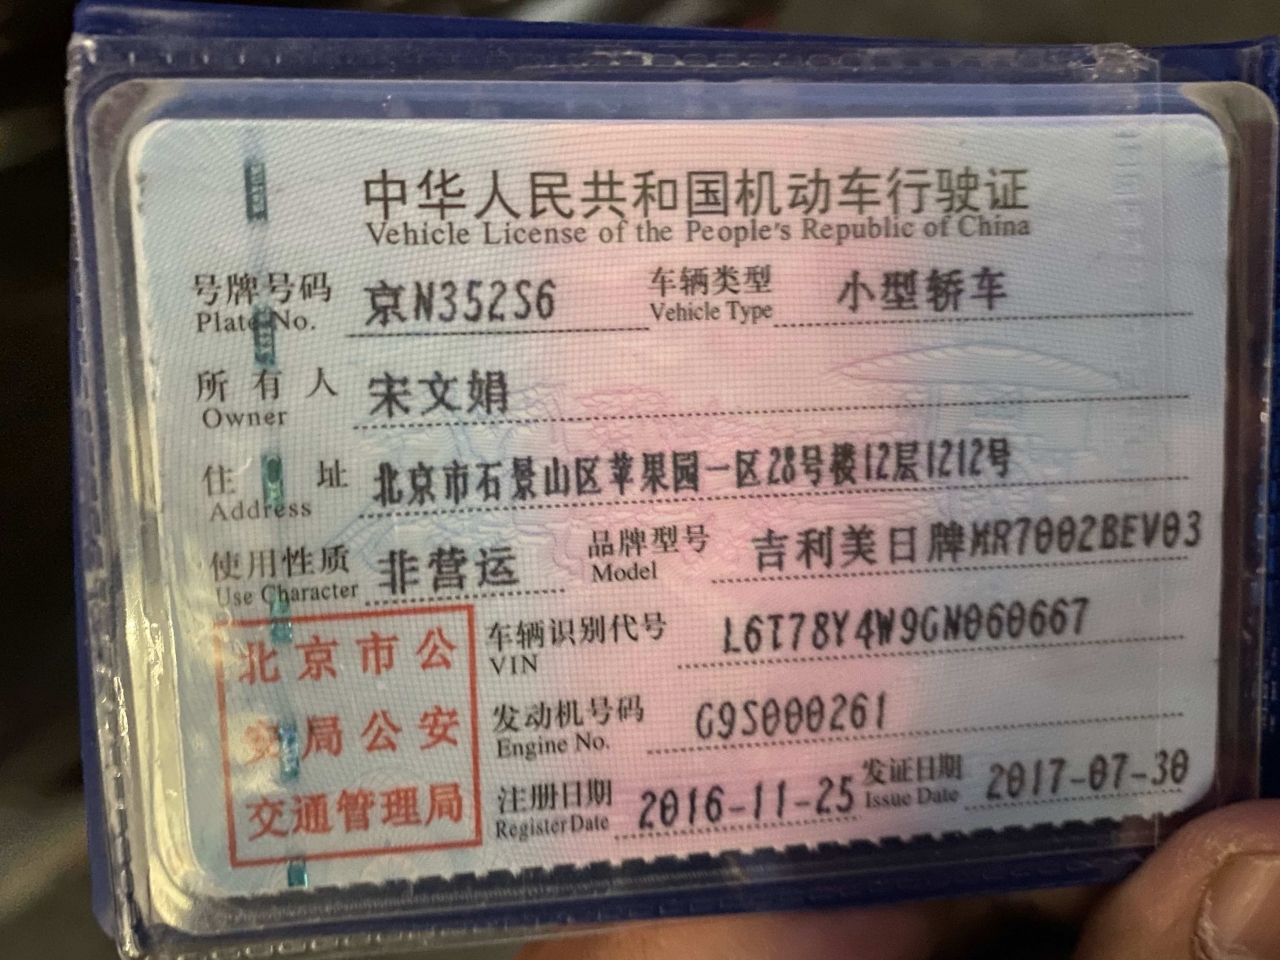 中华人民共和国机动车行驶证
Vehicle License of the People's Republic of China
号牌号码 京N352S6 车辆类型 小型轿车
Plate No. Vehicle Type
所有人 宋文娟
Owner
住址 北京市石景山区苹果园一区28号楼12层1212号
Address
使用性质 非营运 品牌型号 吉利美日牌MR7002BEV03
Use Character Model
车辆识别代号 L6T78Y4W9GN060667
VIN
发动机号码 G9S000261
Engine No.
注册日期 2016-11-25 发证日期 2017-07-30
Register Date Issue Date
北京市公
安局公安
交通管理局